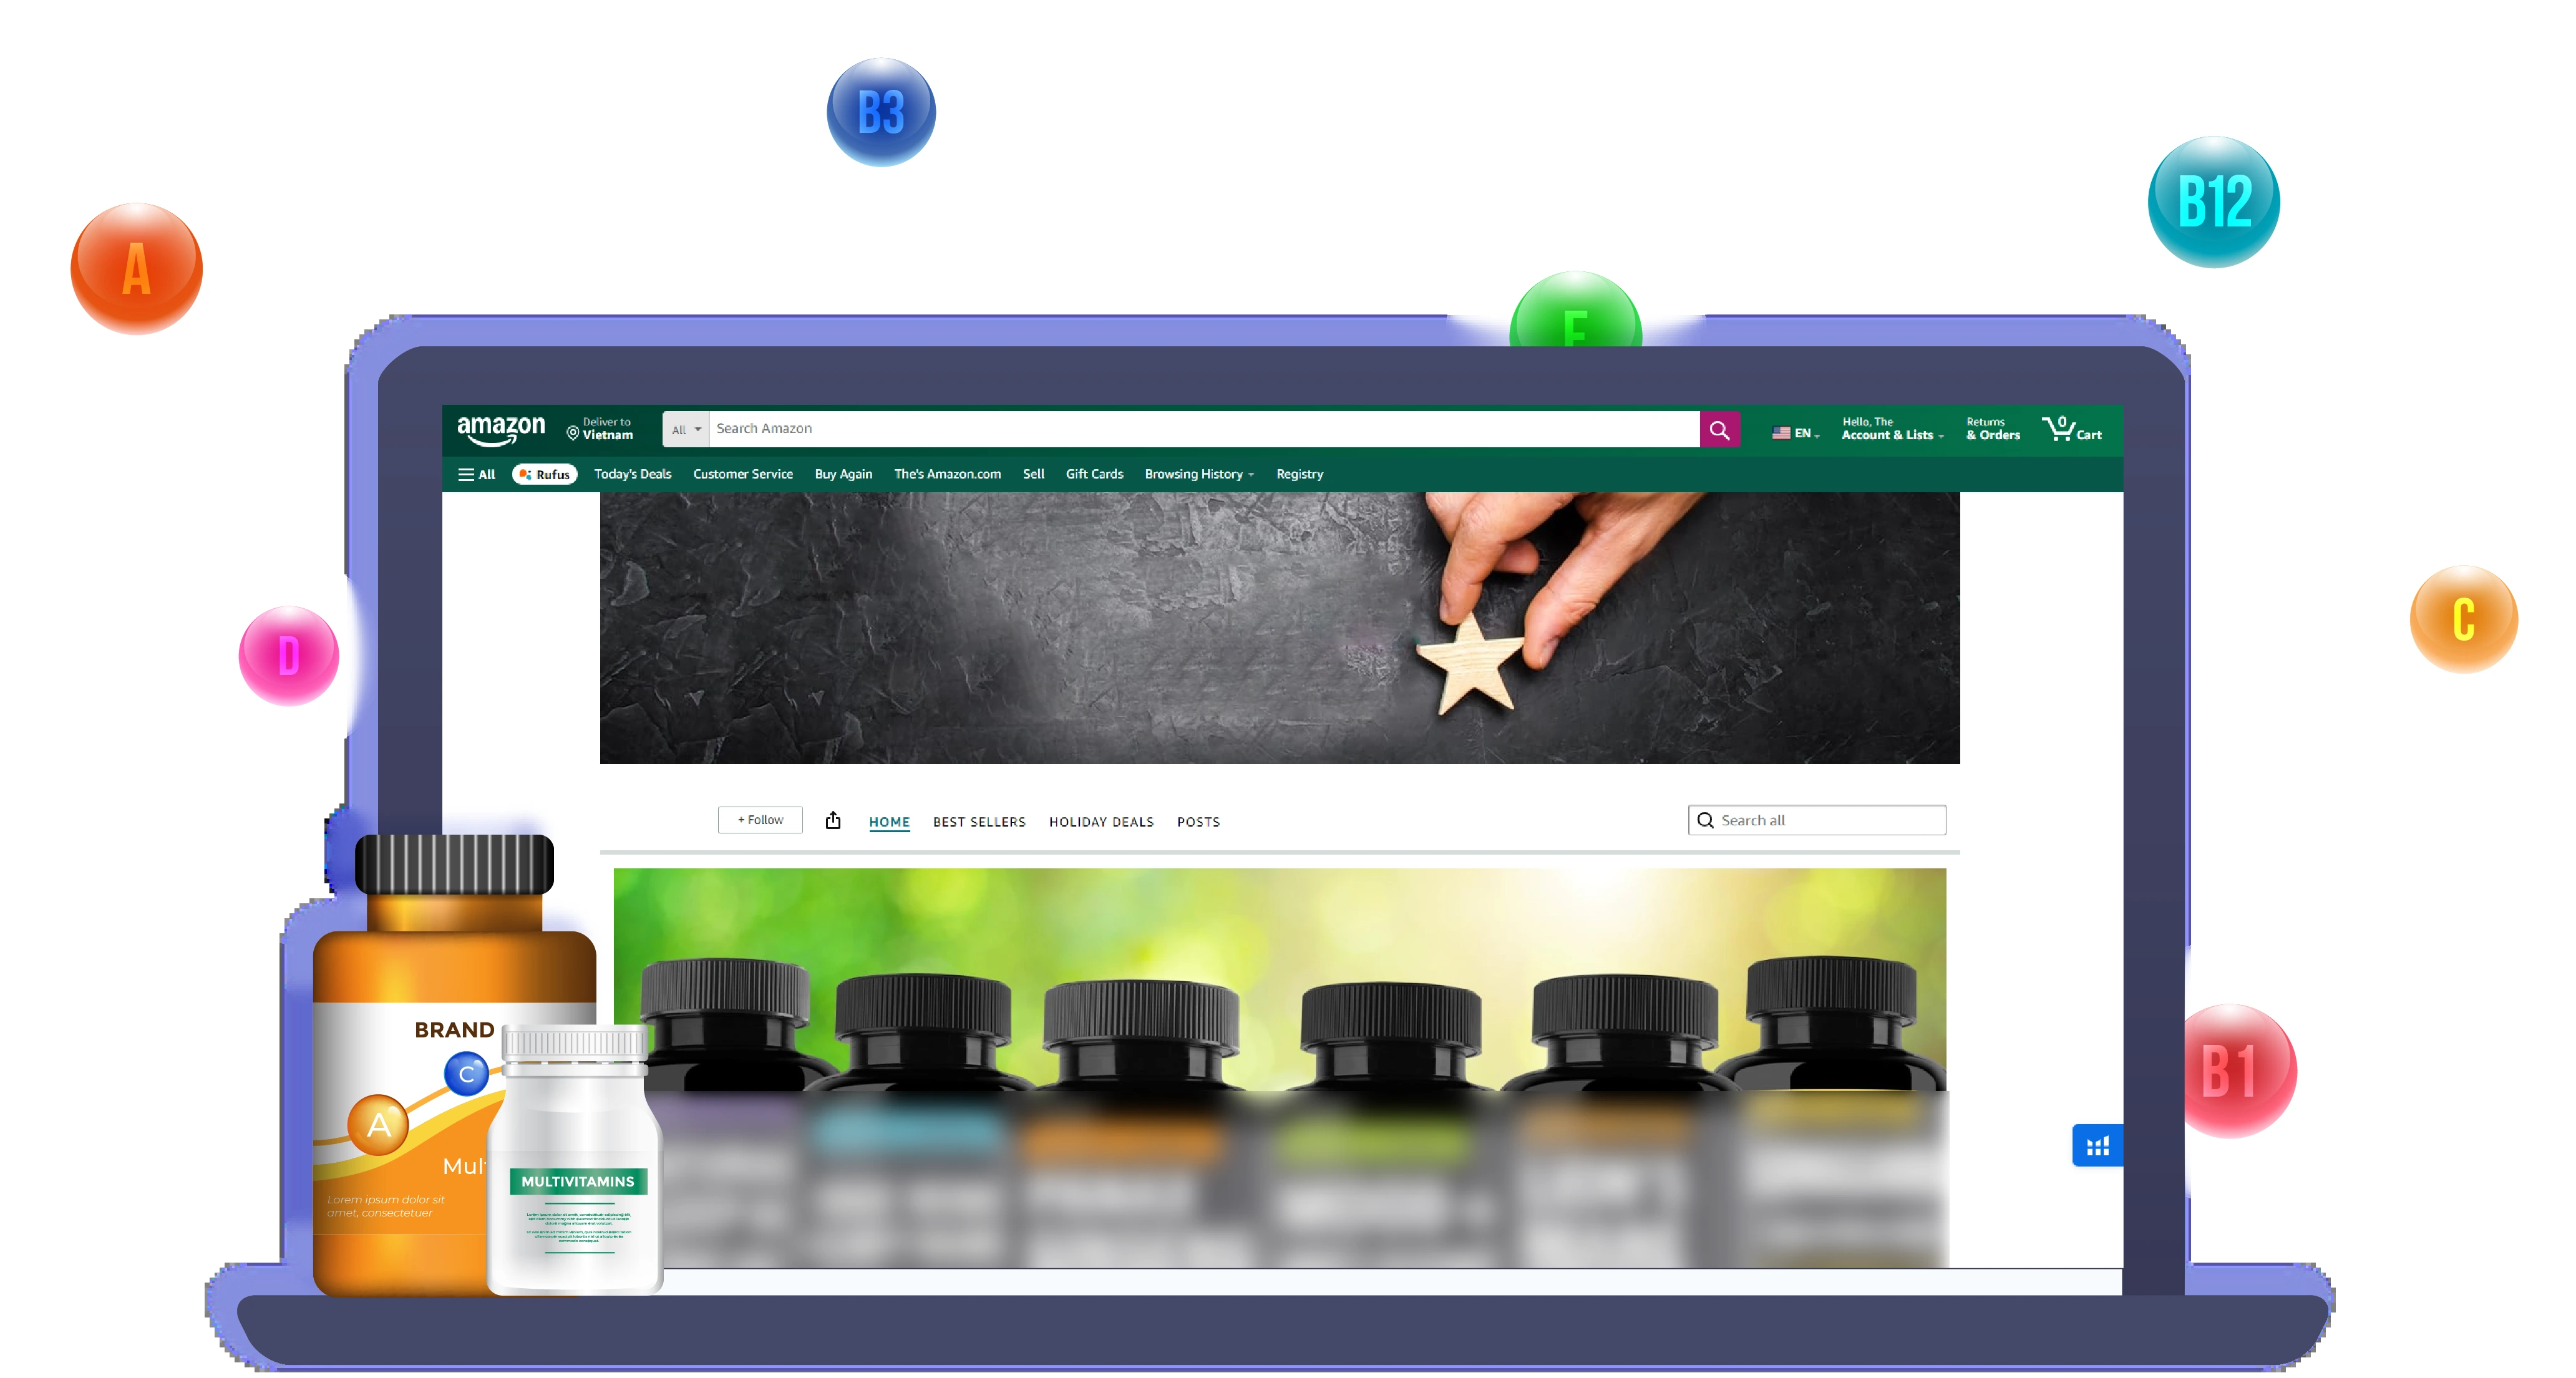 B3
B12
A
E
amazon
Deliver to
Vietnam
All
Search Amazon
EN
Hello, The
Account & Lists
Returns
& Orders
0
Cart
All
Rufus
Today's Deals
Customer Service
Buy Again
The's Amazon.com
Sell
Gift Cards
Browsing History
Registry
C
D
+ Follow
HOME
BEST SELLERS
HOLIDAY DEALS
POSTS
Search all
BRAND
C
A
Mul
Lorem ipsum dolor sit
amet, consectetuer
MULTIVITAMINS
B1